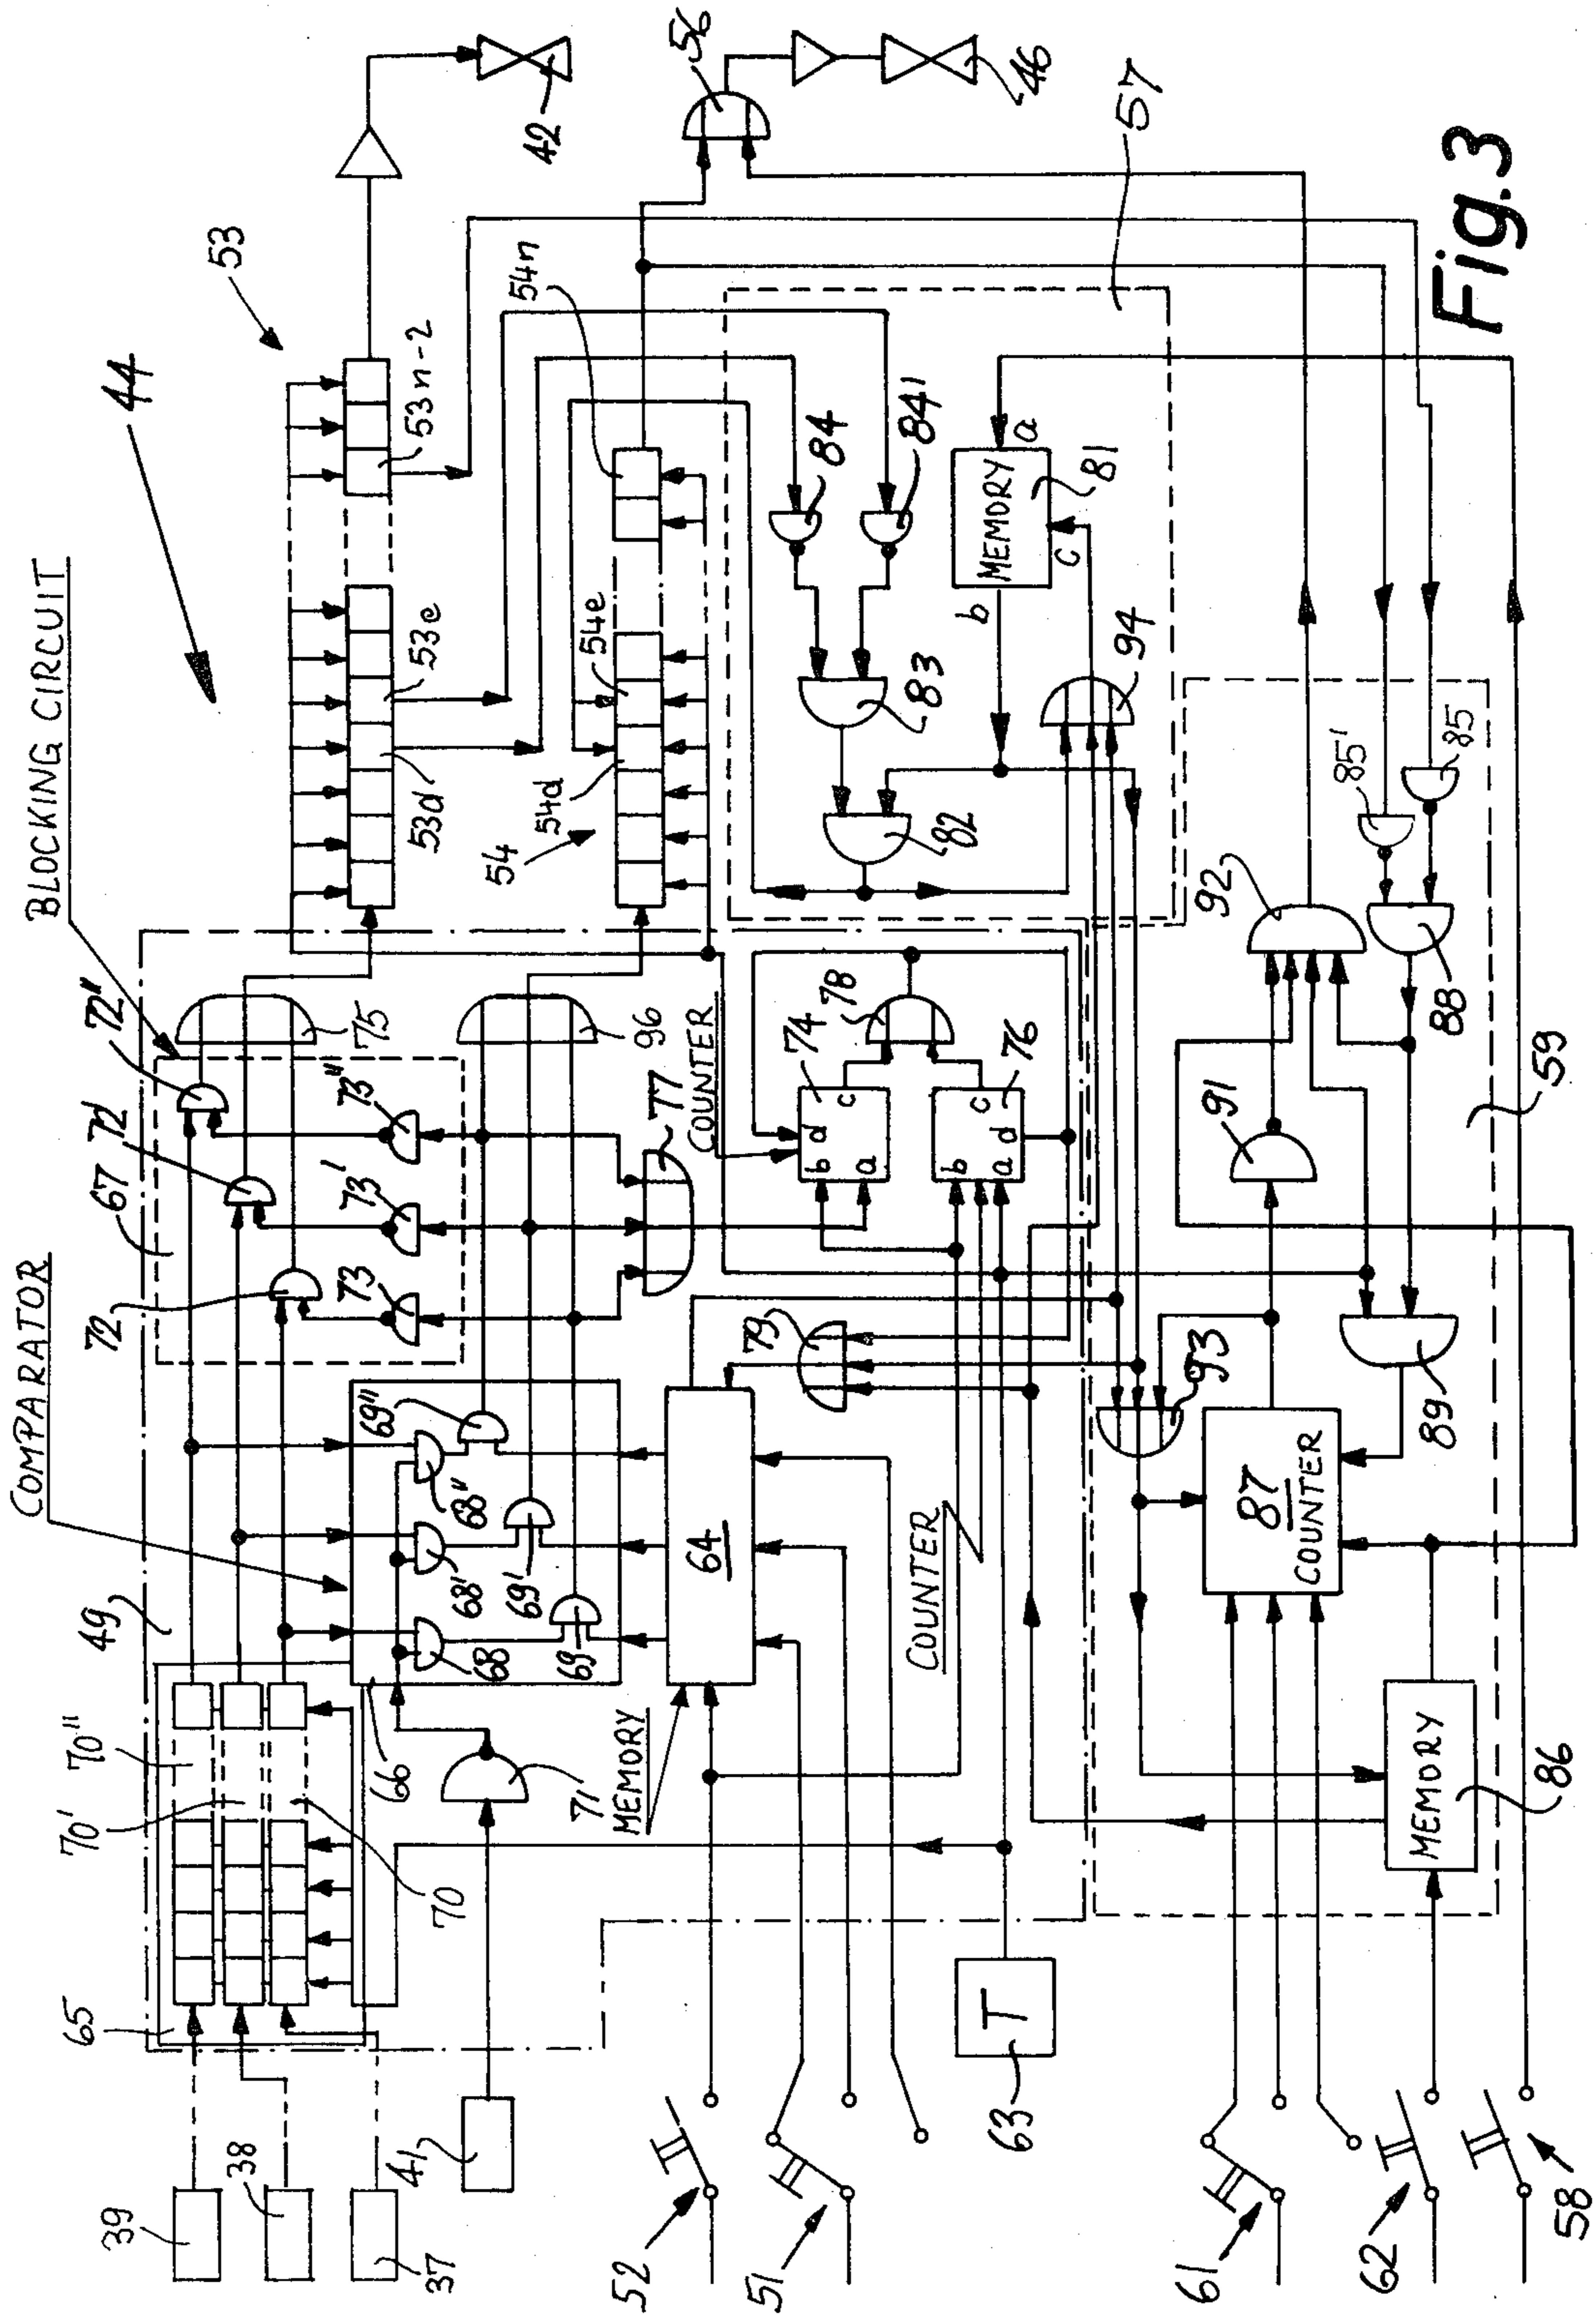 Fig.3
44
BLOCKING CIRCUIT
COMPARATOR
53
42
56
46
57
53n-2
54n
53e
53d
54e
54d
54
84
841
83
82
MEMORY
81
a
b
c
94
72"
72'
72
67
75
96
73"
73'
73
77
COUNTER
74
78
76
a
b
c
d
a
b
c
d
49
69"
69'
69
68"
68'
68
66
71
64
MEMORY
79
COUNTER
70"
70'
70
65
39
38
37
41
52
51
T
63
92
91
85'
85
88
89
93
59
87
COUNTER
MEMORY
86
61
62
58